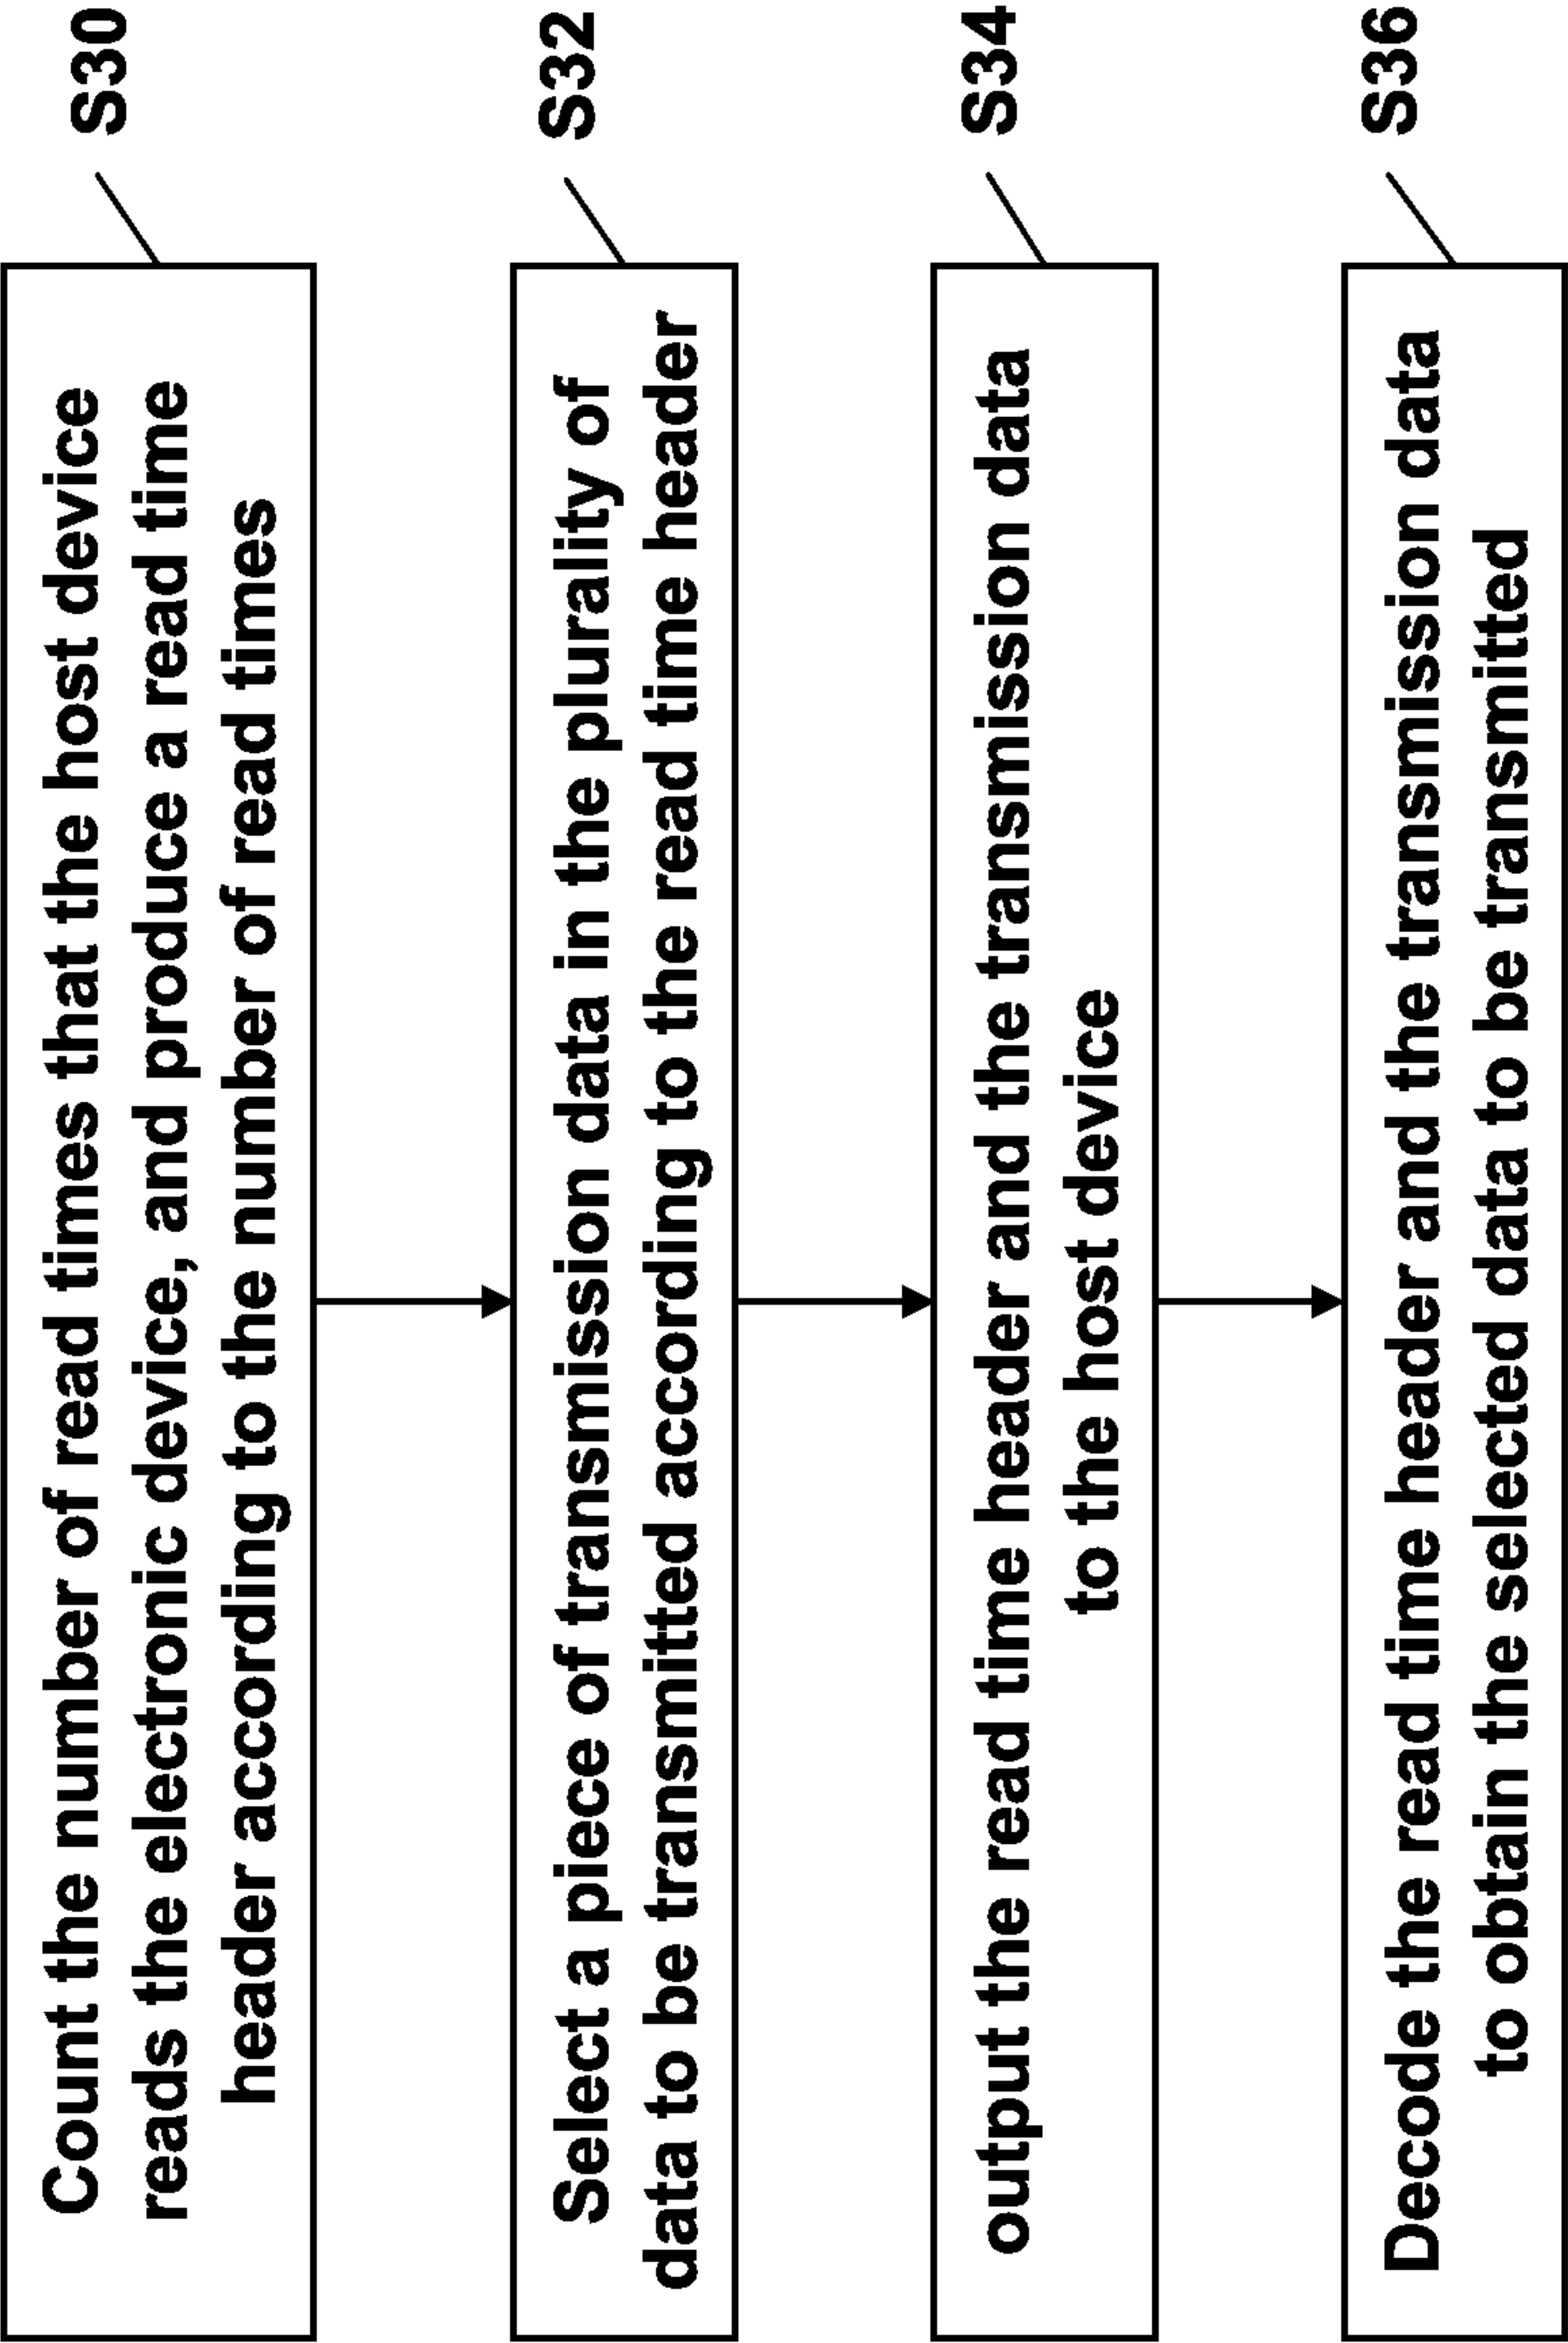 Count the number of read times that the host device
reads the electronic device, and produce a read time
header according to the number of read times
S30
Select a piece of transmission data in the plurality of
data to be transmitted according to the read time header
S32
output the read time header and the transmission data
to the host device
S34
Decode the read time header and the transmission data
to obtain the selected data to be transmitted
S36